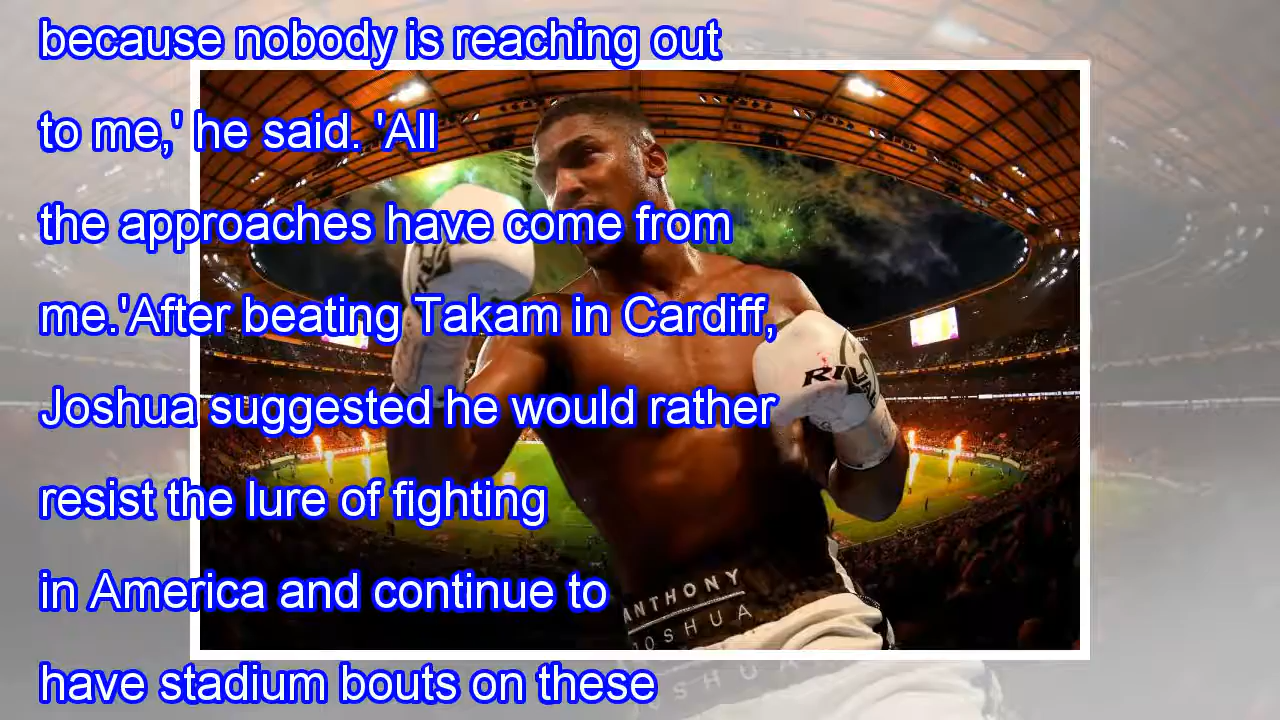 because nobody is reaching out
to me,' he said. 'All
the approaches have come from
me.'After beating Takam in Cardiff,
Joshua suggested he would rather
resist the lure of fighting
in America and continue to
have stadium bouts on these
ANTHONY
JOSHUA